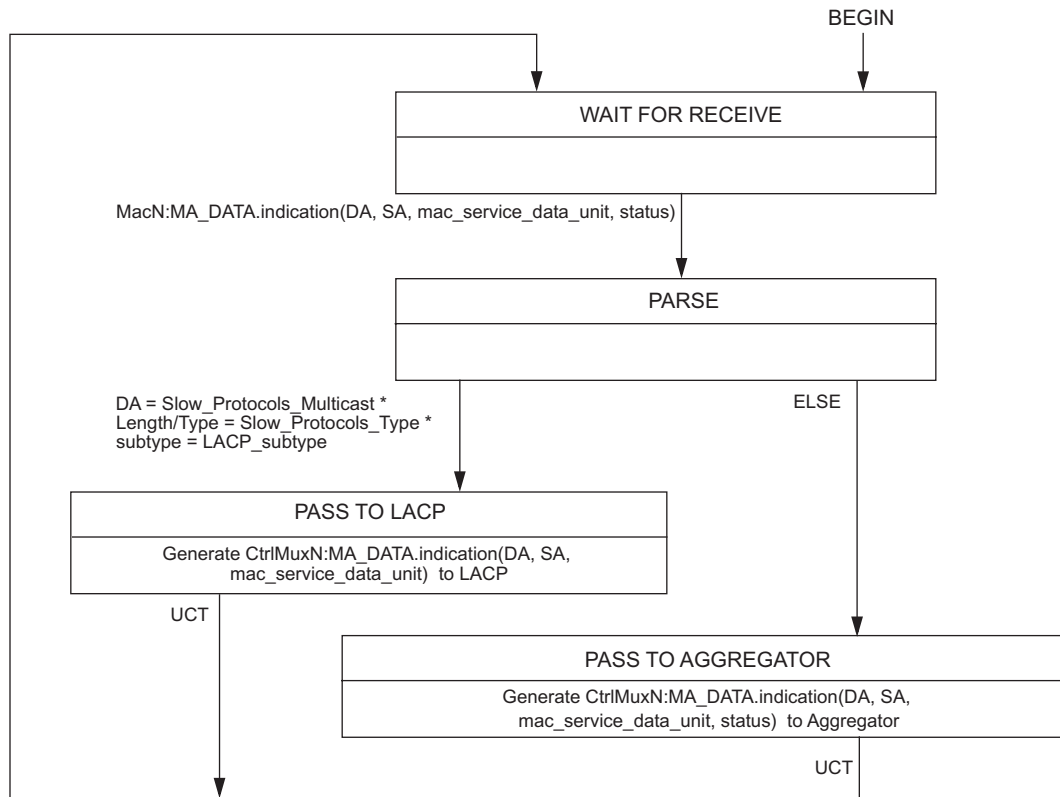 BEGIN
WAIT FOR RECEIVE
MacN:MA_DATA.indication(DA, SA, mac_service_data_unit, status)
PARSE
DA = Slow_Protocols_Multicast *
Length/Type = Slow_Protocols_Type *
subtype = LACP_subtype
ELSE
PASS TO LACP
Generate CtrlMuxN:MA_DATA.indication(DA, SA,
mac_service_data_unit) to LACP
UCT
PASS TO AGGREGATOR
Generate CtrlMuxN:MA_DATA.indication(DA, SA,
mac_service_data_unit, status) to Aggregator
UCT